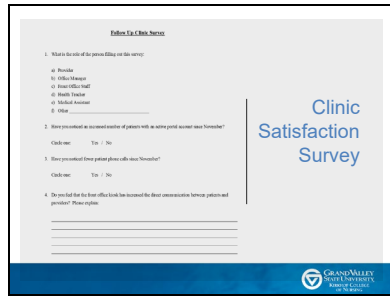 Follow Up Clinic Survey
1. What is the role of the person filling out this survey:
a) Provider
b) Office Manager
c) Front Office Staff
d) Health Teacher
e) Medical Assistant
f) Other
2. Have you noticed an increased number of patients with an active portal account since November?
Circle one: Yes / No
3. Have you noticed fewer patient phone calls since November?
Circle one: Yes / No
4. Do you feel that the front office kiosk has increased the direct communication between patients and
providers? Please explain:
Clinic
Satisfaction
Survey
GRAND VALLEY
STATE UNIVERSITY
KIRKHOF COLLEGE
OF NURSING